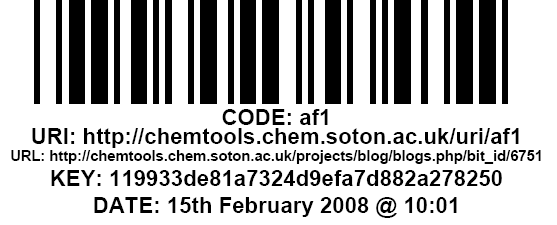 CODE: af1
URI: http://chemtools.chem.soton.ac.uk/uri/af1
URL: http://chemtools.chem.soton.ac.uk/projects/blog/blogs.php/bit_id/6751
KEY: 119933de81a7324d9efa7d882a278250
DATE: 15th February 2008 @ 10:01